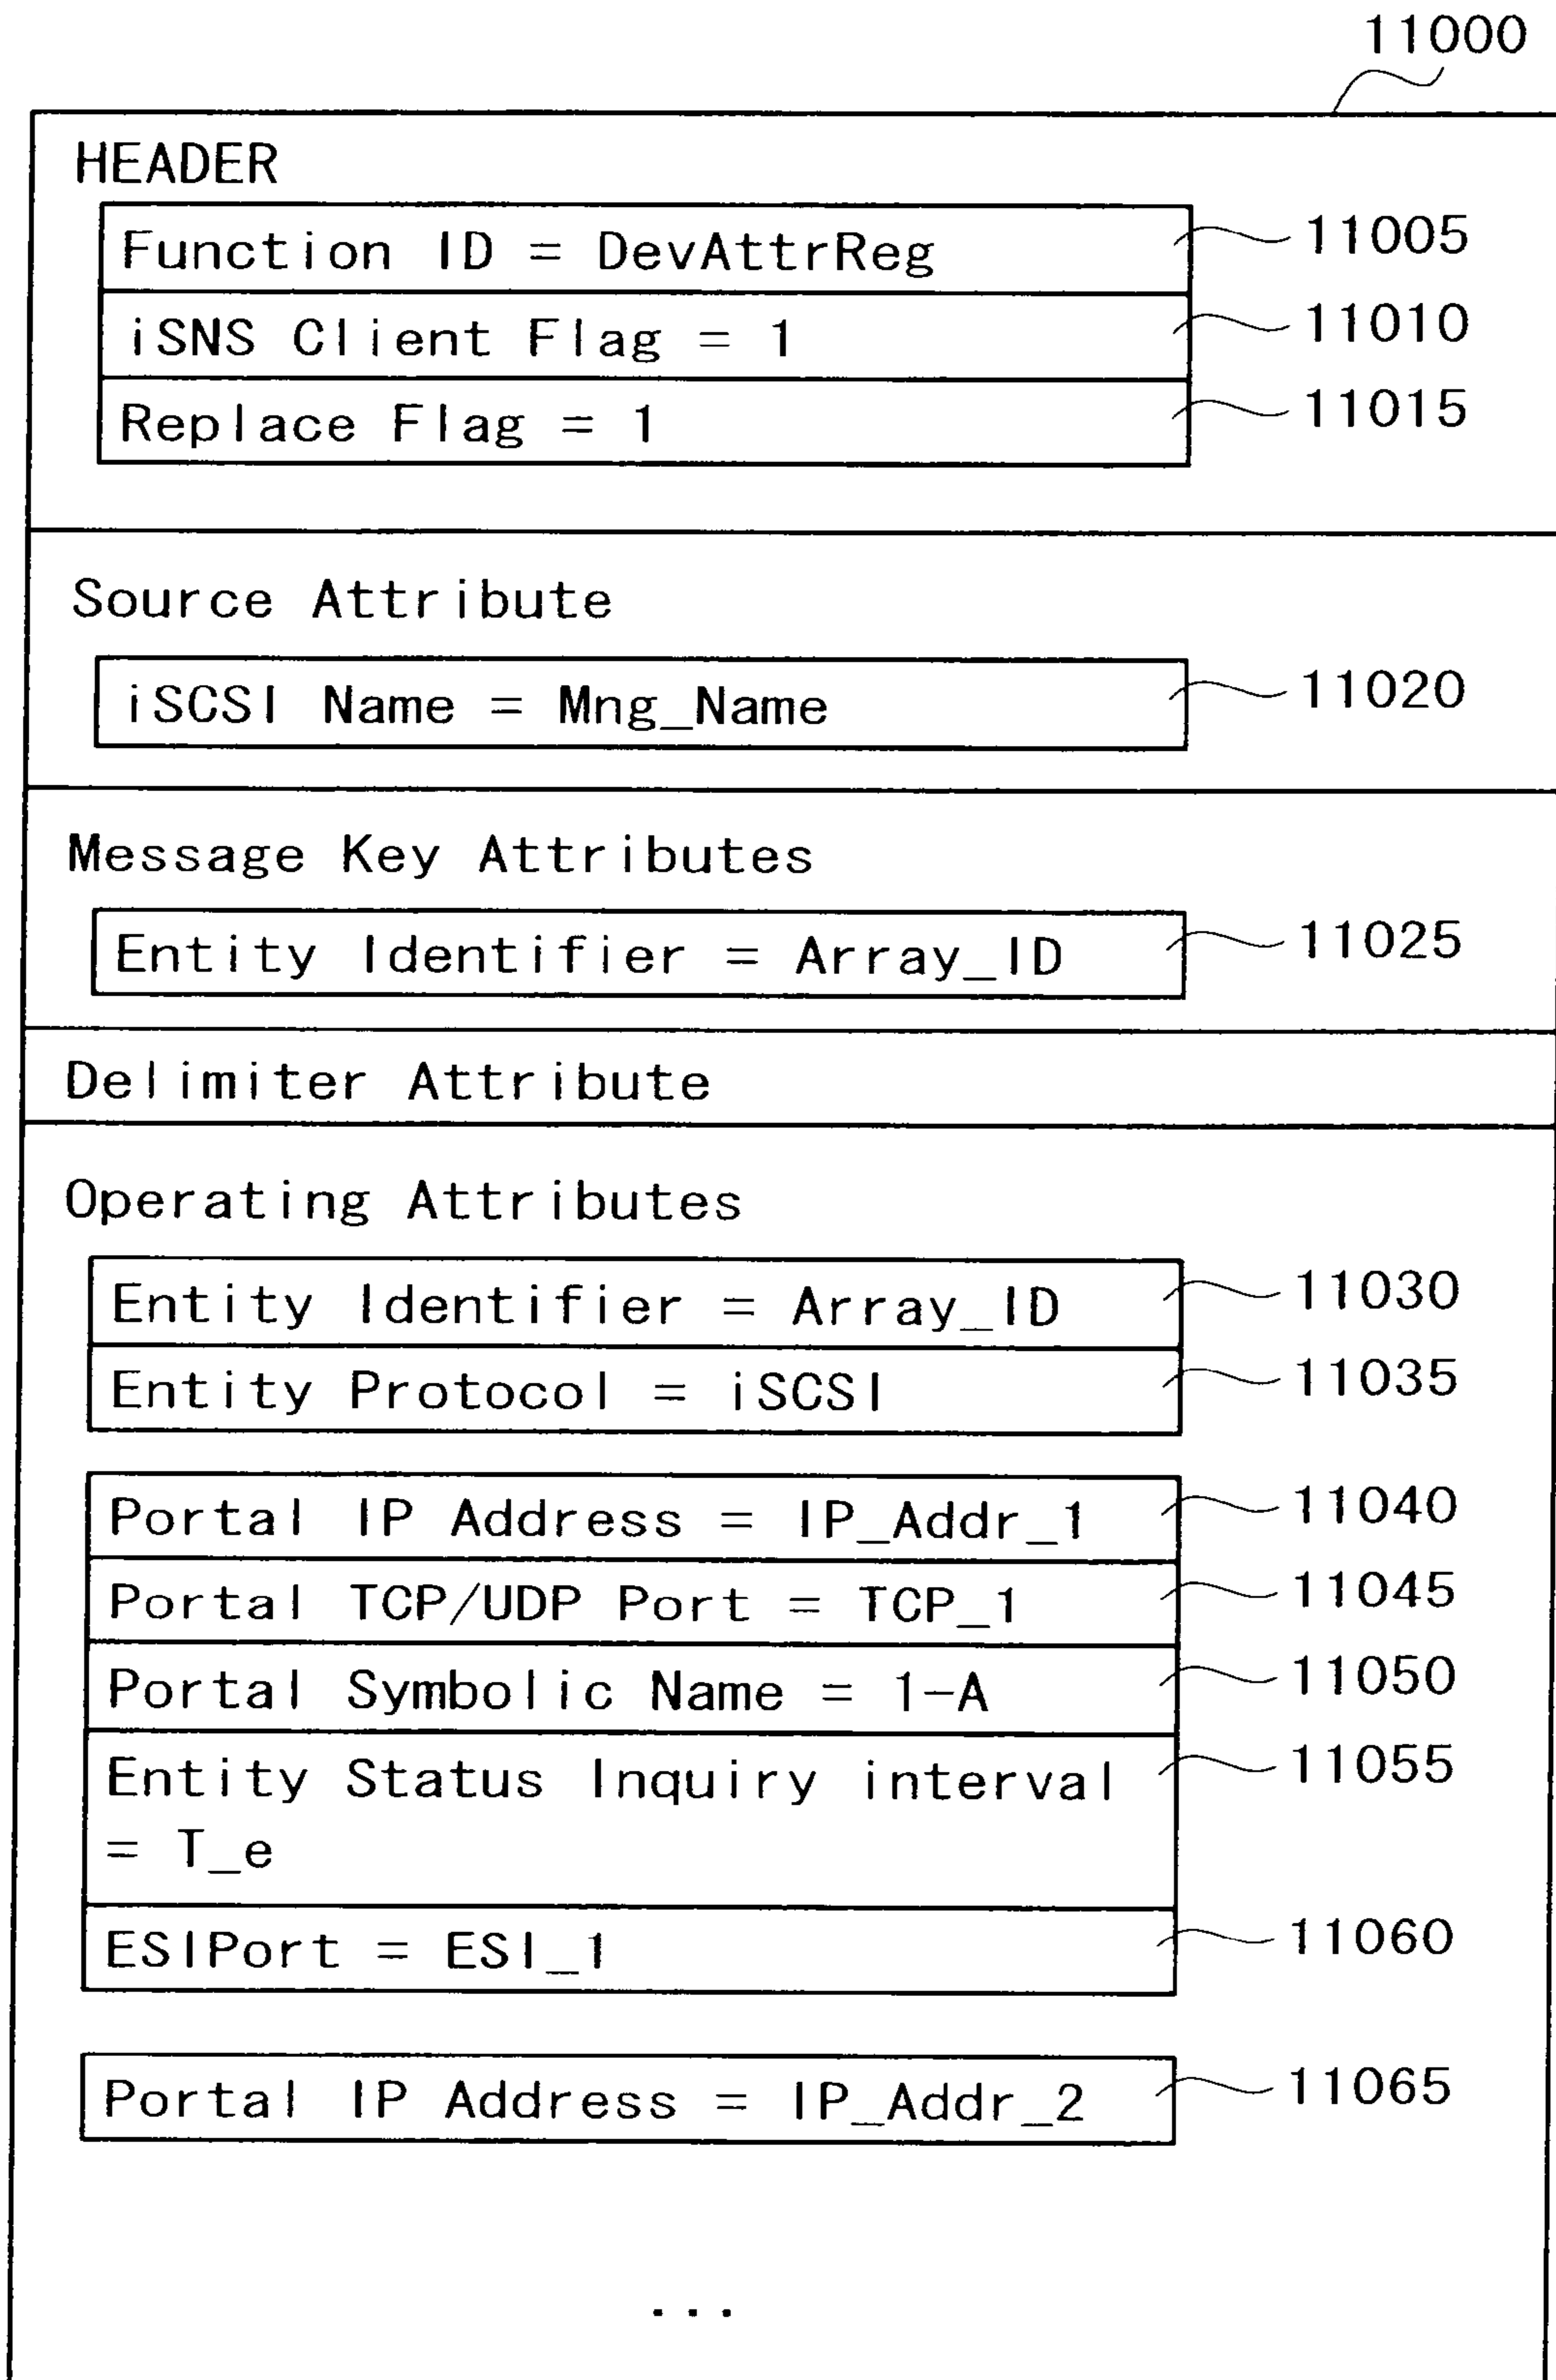 11000
HEADER
Function ID = DevAttrReg 11005
iSNS Client Flag = 1 11010
Replace Flag = 1 11015
Source Attribute
iSCSI Name = Mng_Name 11020
Message Key Attributes
Entity Identifier = Array_ID 11025
Delimiter Attribute
Operating Attributes
Entity Identifier = Array_ID 11030
Entity Protocol = iSCSI 11035
Portal IP Address = IP_Addr_1 11040
Portal TCP/UDP Port = TCP_1 11045
Portal Symbolic Name = 1-A 11050
Entity Status Inquiry interval 11055
= T_e
ESIPort = ESI_1 11060
Portal IP Address = IP_Addr_2 11065
...